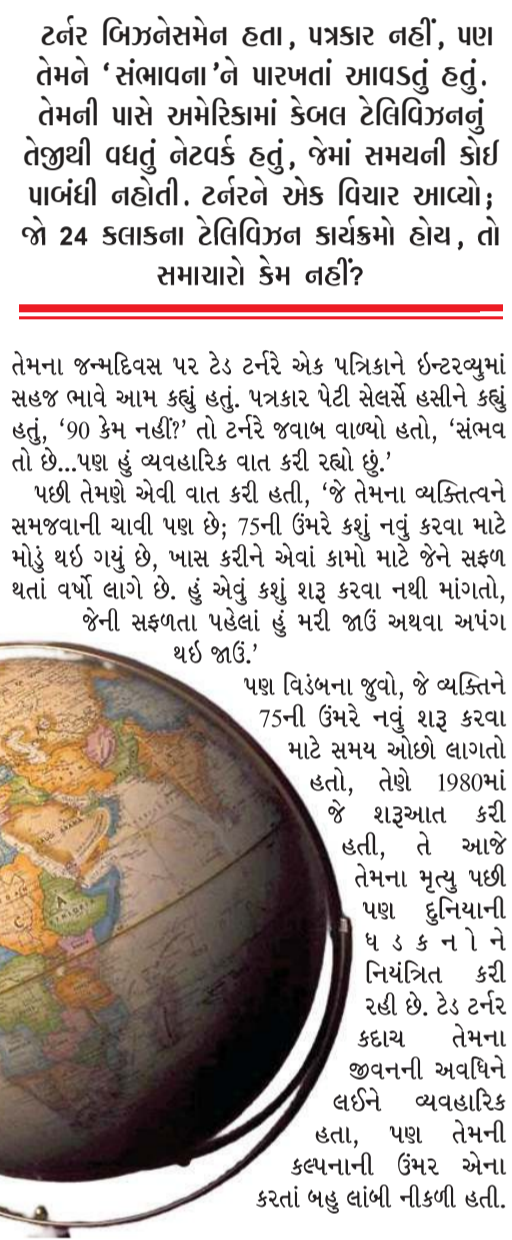 ટર્નર બિઝનેસમેન હતા, પત્રકાર નહીં, પણ
તેમને ‘સંભાવના’ને પારખતાં આવડતું હતું.
તેમની પાસે અમેરિકામાં કેબલ ટેલિવિઝનનું
તેજીથી વધતું નેટવર્ક હતું, જેમાં સમયની કોઈ
પાબંધી નહોતી. ટર્નરને એક વિચાર આવ્યો;
જો 24 કલાકના ટેલિવિઝન કાર્યક્રમો હોય, તો
સમાચારો કેમ નહીં?
તેમના જન્મદિવસ પર ટેડ ટર્નરે એક પત્રિકાને ઇન્ટરવ્યુમાં
સહજ ભાવે આમ કહ્યું હતું. પત્રકાર પેટી સેલર્સે હસીને કહ્યું
હતું, ‘90 કેમ નહીં?’ તો ટર્નરે જવાબ વાળ્યો હતો, ‘સંભવ
તો છે...પણ હું વ્યવહારિક વાત કરી રહ્યો છું.’
પછી તેમણે એવી વાત કરી હતી, ‘જે તેમના વ્યક્તિત્વને
સમજવાની ચાવી પણ છે; 75ની ઉંમરે કશું નવું કરવા માટે
મોડું થઇ ગયું છે, ખાસ કરીને એવાં કામો માટે જેને સફળ
થતાં વર્ષો લાગે છે. હું એવું કશું શરૂ કરવા નથી માંગતો,
જેની સફળતા પહેલાં હું મરી જાઉં અથવા અપંગ
થઇ જાઉં.’
પણ વિડંબના જુવો, જે વ્યક્તિને
75ની ઉંમરે નવું શરૂ કરવા
માટે સમય ઓછો લાગતો
હતો, તેણે 1980માં
જે શરૂઆત કરી
હતી, તે આજે
તેમના મૃત્યુ પછી
પણ દુનિયાની
ધડકનોને
નિયંત્રિત કરી
રહી છે. ટેડ ટર્નર
કદાચ તેમના
જીવનની અવધિને
લઈને વ્યવહારિક
હતા, પણ તેમની
કલ્પનાની ઉંમર એના
કરતાં બહુ લાંબી નીકળી હતી.